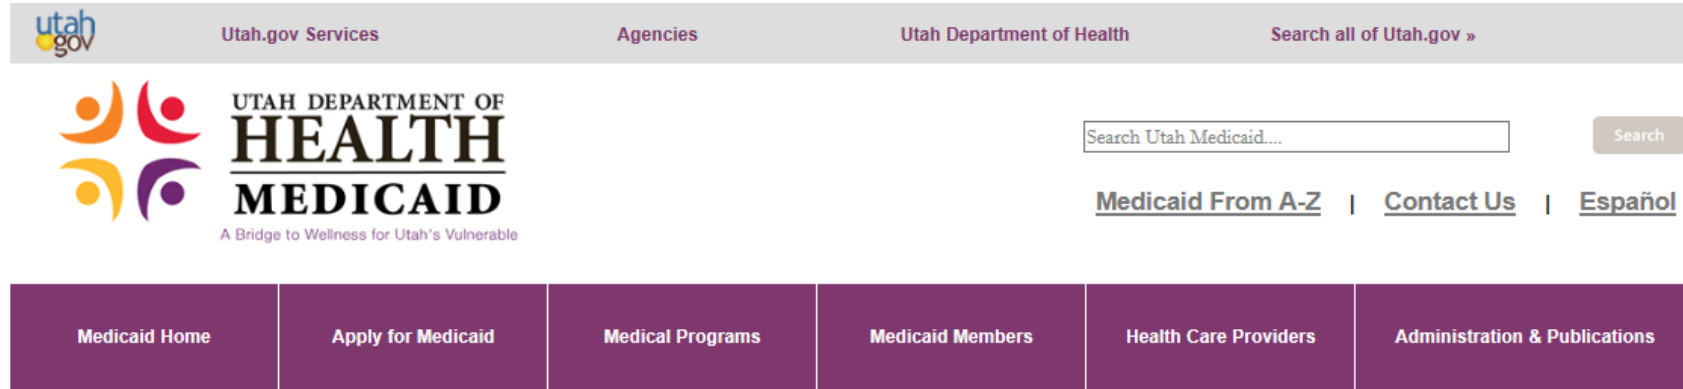 utah
gov
Utah.gov Services
Agencies
Utah Department of Health
Search all of Utah.gov »
UTAH DEPARTMENT OF
HEALTH
MEDICAID
A Bridge to Wellness for Utah's Vulnerable
Search Utah Medicaid....
Search
Medicaid From A-Z | Contact Us | Español
Medicaid Home
Apply for Medicaid
Medical Programs
Medicaid Members
Health Care Providers
Administration & Publications